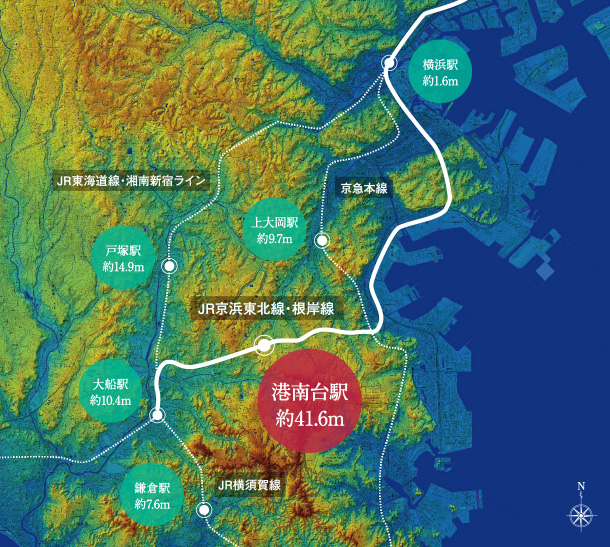 横浜駅
約1.6m
JR東海道線・湘南新宿ライン
京急本線
上大岡駅
約9.7m
戸塚駅
約14.9m
JR京浜東北線・根岸線
大船駅
約10.4m
港南台駅
約41.6m
鎌倉駅
約7.6m
JR横須賀線
N